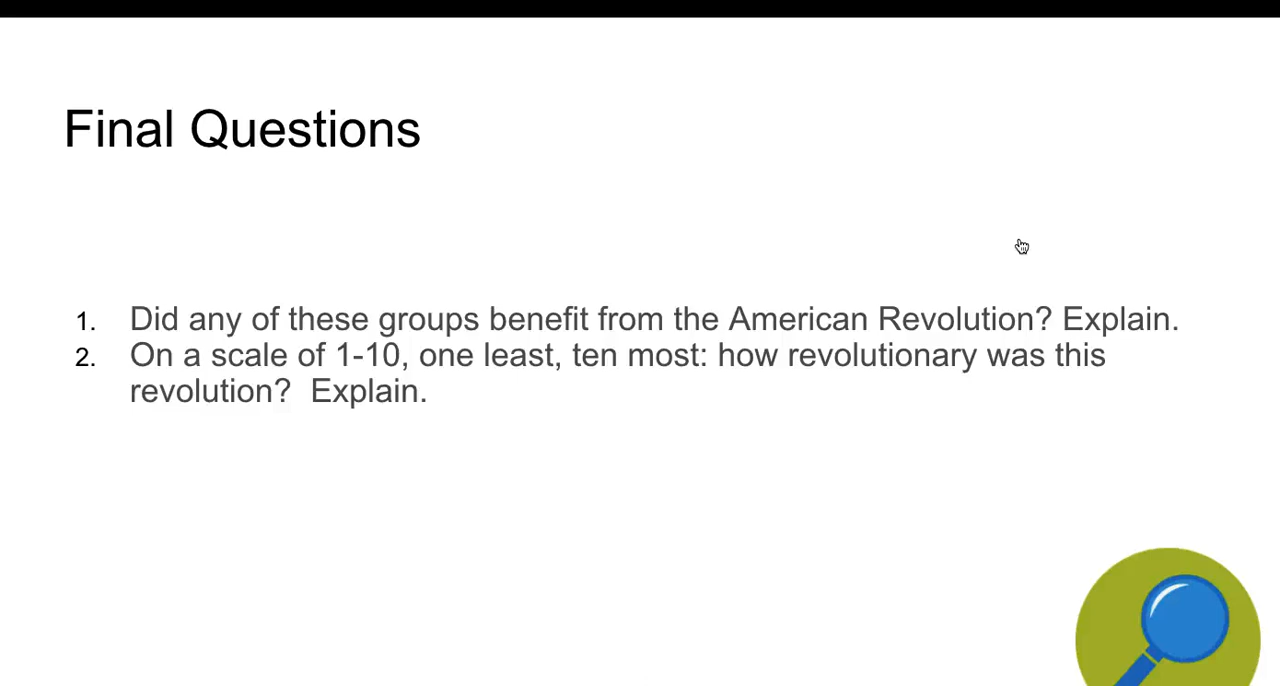 Final Questions
1. Did any of these groups benefit from the American Revolution? Explain.
2. On a scale of 1-10, one least, ten most: how revolutionary was this
revolution?  Explain.